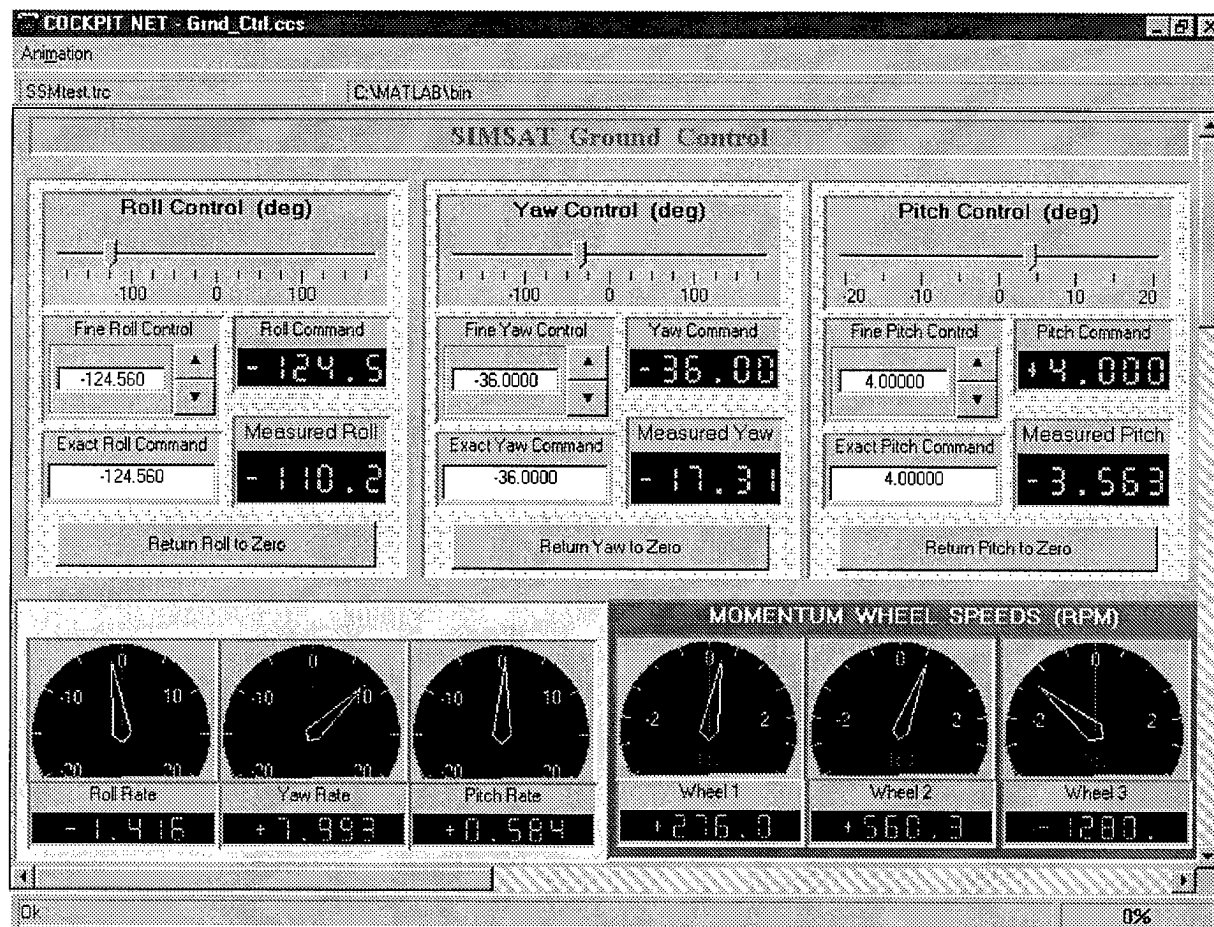 COCKPIT NET - Grnd_Ctrl.ccs
Animation
SSMtest.trc C:\MATLAB\bin
SIMSAT Ground Control
Roll Control (deg)
-100 0 100
Fine Roll Control
-124.560
Roll Command
-124.5
Exact Roll Command
-124.560
Measured Roll
-110.2
Return Roll to Zero
Yaw Control (deg)
-100 0 100
Fine Yaw Control
-36.0000
Yaw Command
-36.00
Exact Yaw Command
-36.0000
Measured Yaw
-17.31
Return Yaw to Zero
Pitch Control (deg)
-20 -10 0 10 20
Fine Pitch Control
4.00000
Pitch Command
+4.000
Exact Pitch Command
4.00000
Measured Pitch
-3.563
Return Pitch to Zero
0
-10 10
-20 20
Roll Rate
-1.416
0
-10 10
-20 20
Yaw Rate
+7.993
0
-10 10
-20 20
Pitch Rate
+0.584
MOMENTUM WHEEL SPEEDS (RPM)
0
-2 2
Wheel 1
+276.0
0
-2 2
Wheel 2
+560.3
0
-2 2
Wheel 3
-1280.
Ok 0%